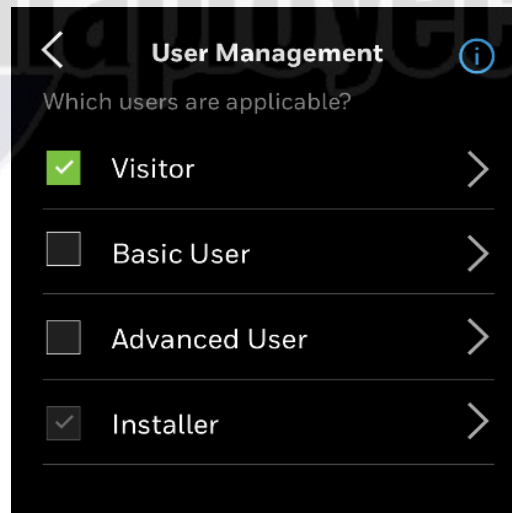 User Management
Which users are applicable?
Visitor
Basic User
Advanced User
Installer